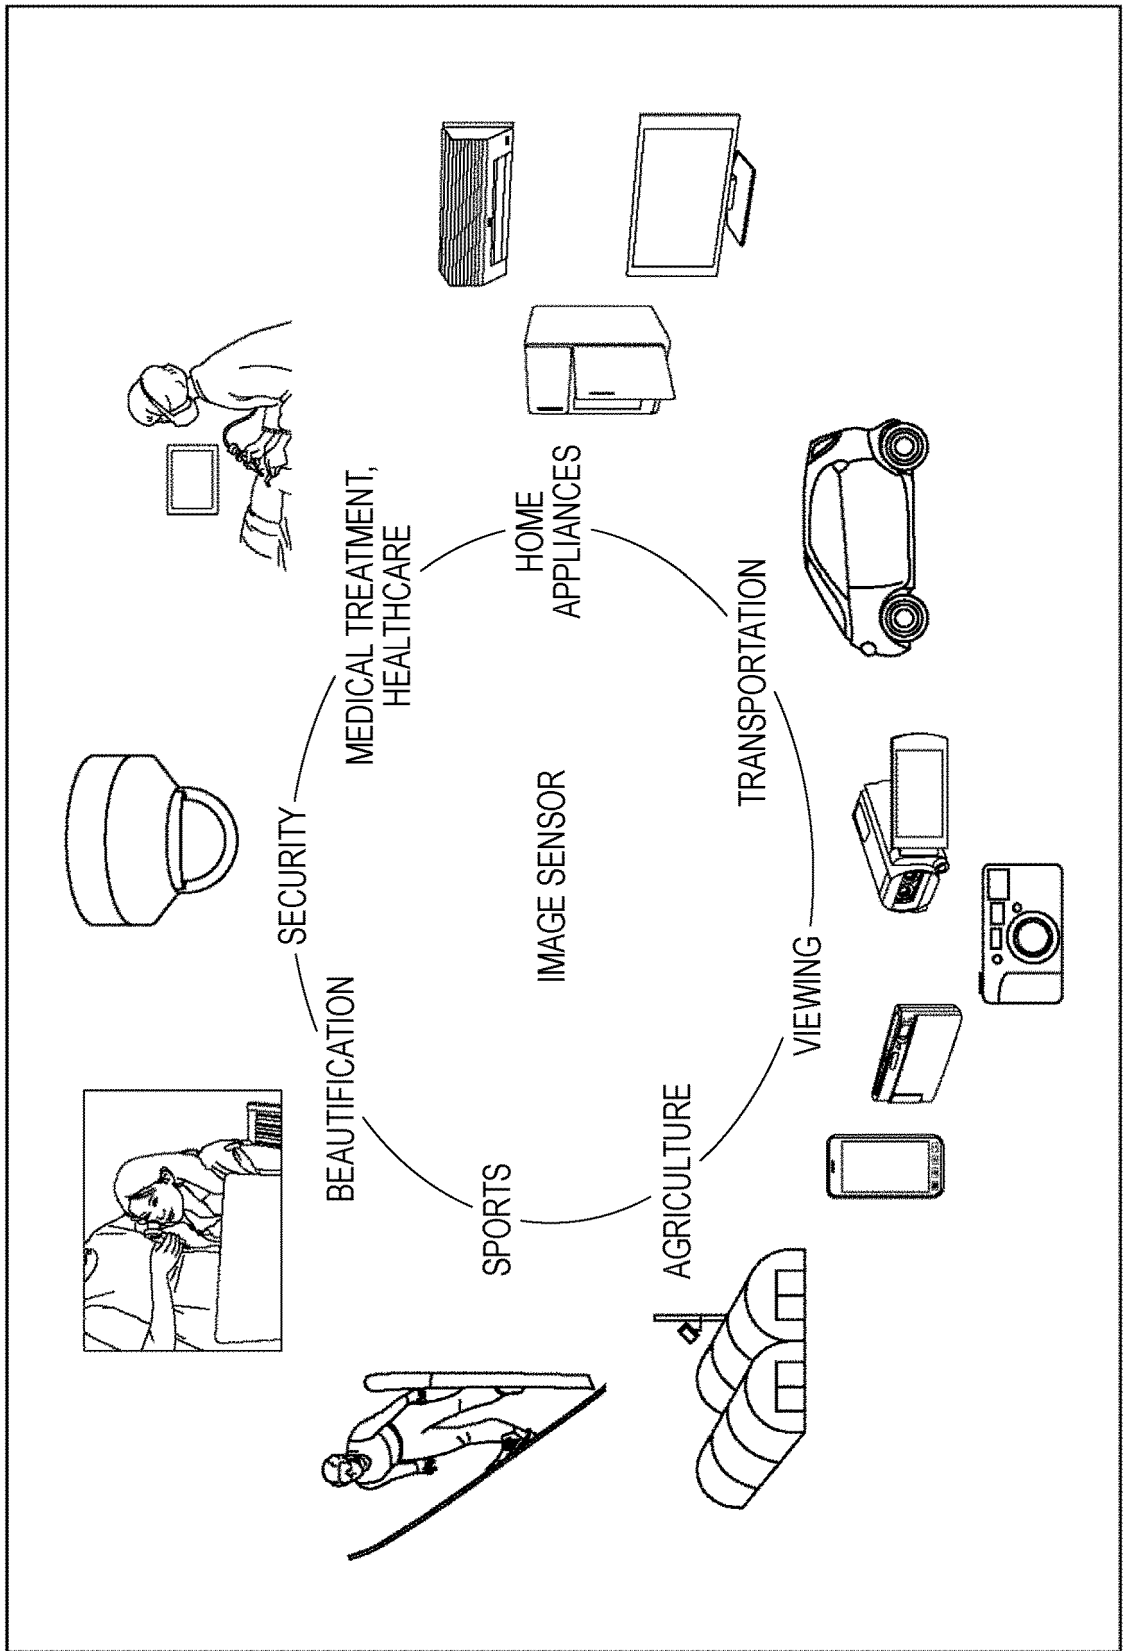 SECURITY
MEDICAL TREATMENT,
HEALTHCARE
HOME
APPLIANCES
TRANSPORTATION
VIEWING
AGRICULTURE
SPORTS
BEAUTIFICATION
IMAGE SENSOR